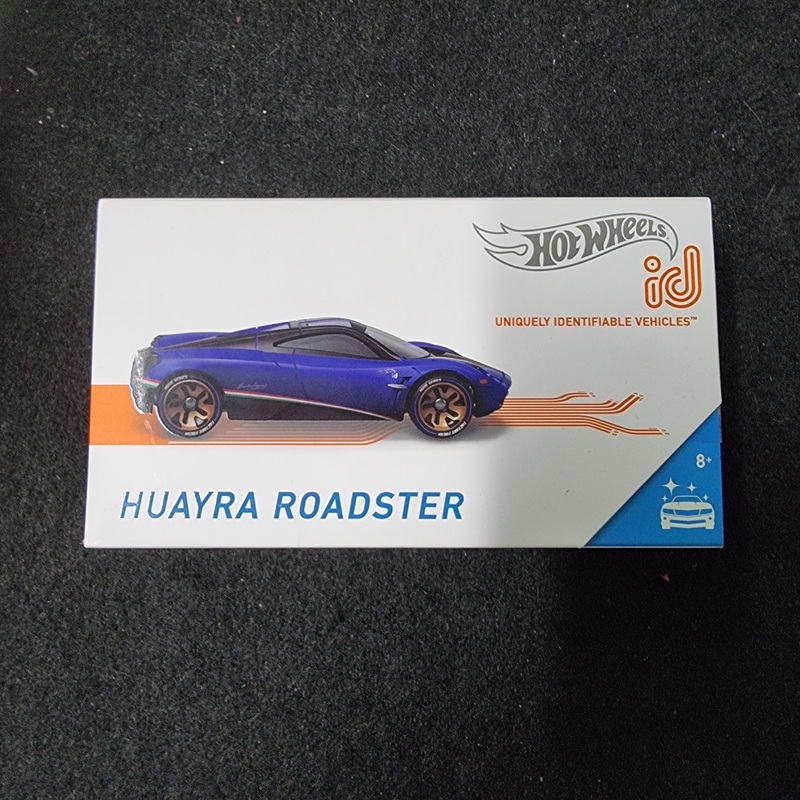 HOT WHEELS
id
UNIQUELY IDENTIFIABLE VEHICLES™
HUAYRA ROADSTER
8+